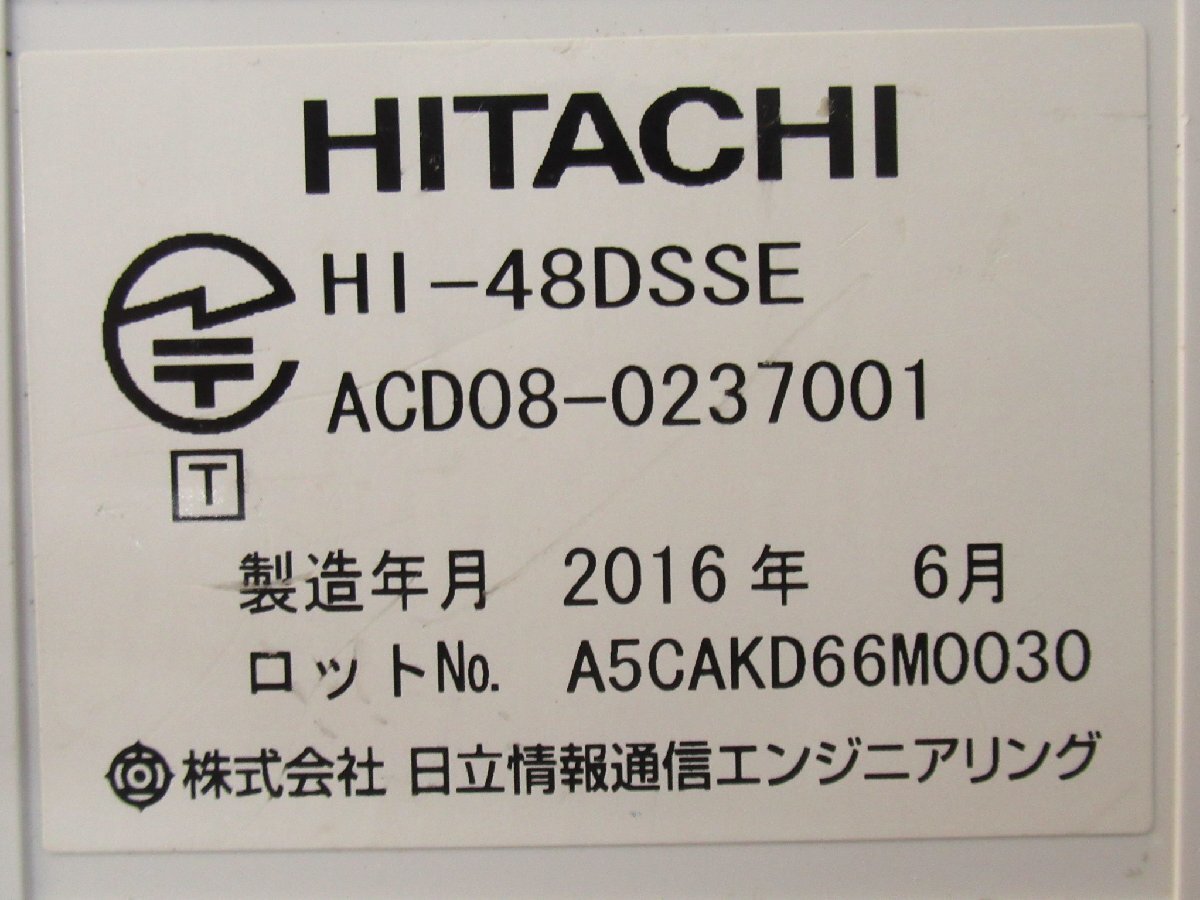 HITACHI
HI-48DSSE
ACD08-0237001
T
製造年月 2016年 6月
ロットNo. A5CAKD66M0030
株式会社 日立情報通信エンジニアリング